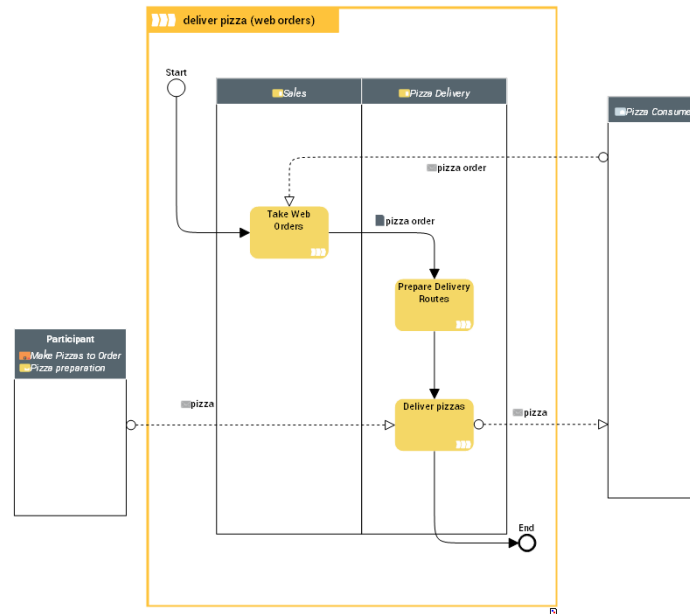 deliver pizza (web orders)
Start
Sales
Pizza Delivery
Pizza Consume
pizza order
Take Web
Orders
pizza order
Prepare Delivery
Routes
Participant
Make Pizzas to Order
Pizza preparation
pizza
Deliver pizzas
pizza
End